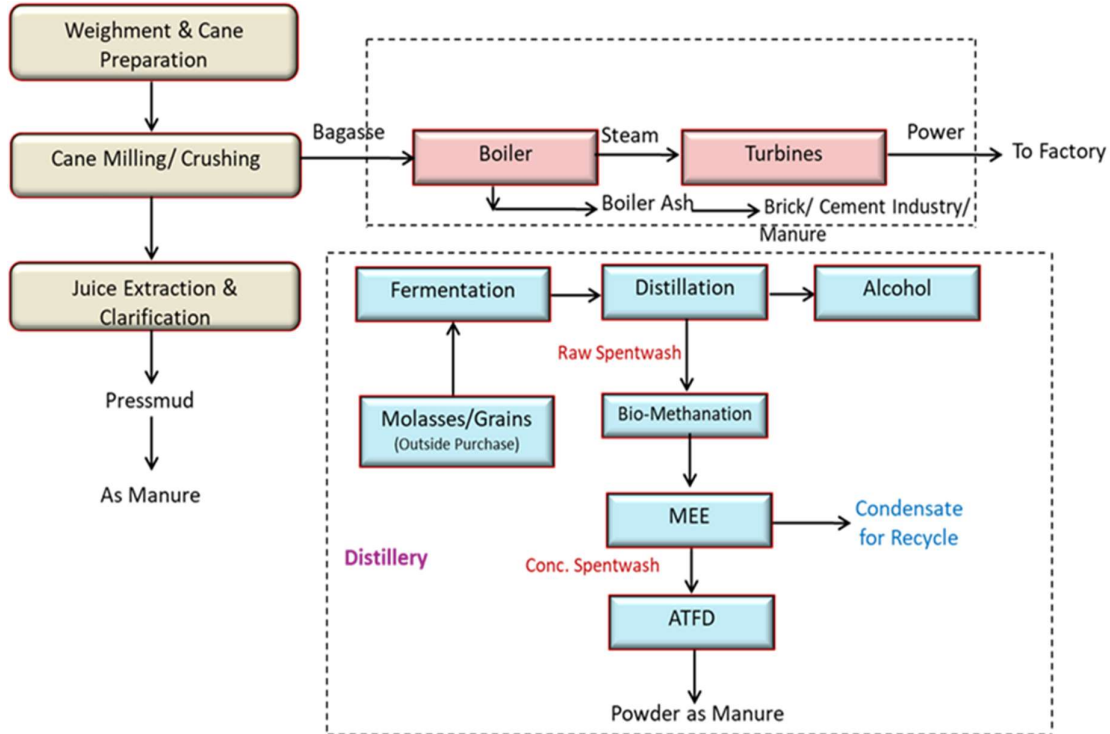 Weighment & Cane
Preparation
Cane Milling/ Crushing
Bagasse
Boiler
Steam
Turbines
Power
To Factory
Boiler Ash
Brick/ Cement Industry/
Manure
Juice Extraction &
Clarification
Pressmud
As Manure
Fermentation
Distillation
Alcohol
Raw Spentwash
Molasses/Grains
(Outside Purchase)
Bio-Methanation
MEE
Condensate
for Recycle
Distillery
Conc. Spentwash
ATFD
Powder as Manure